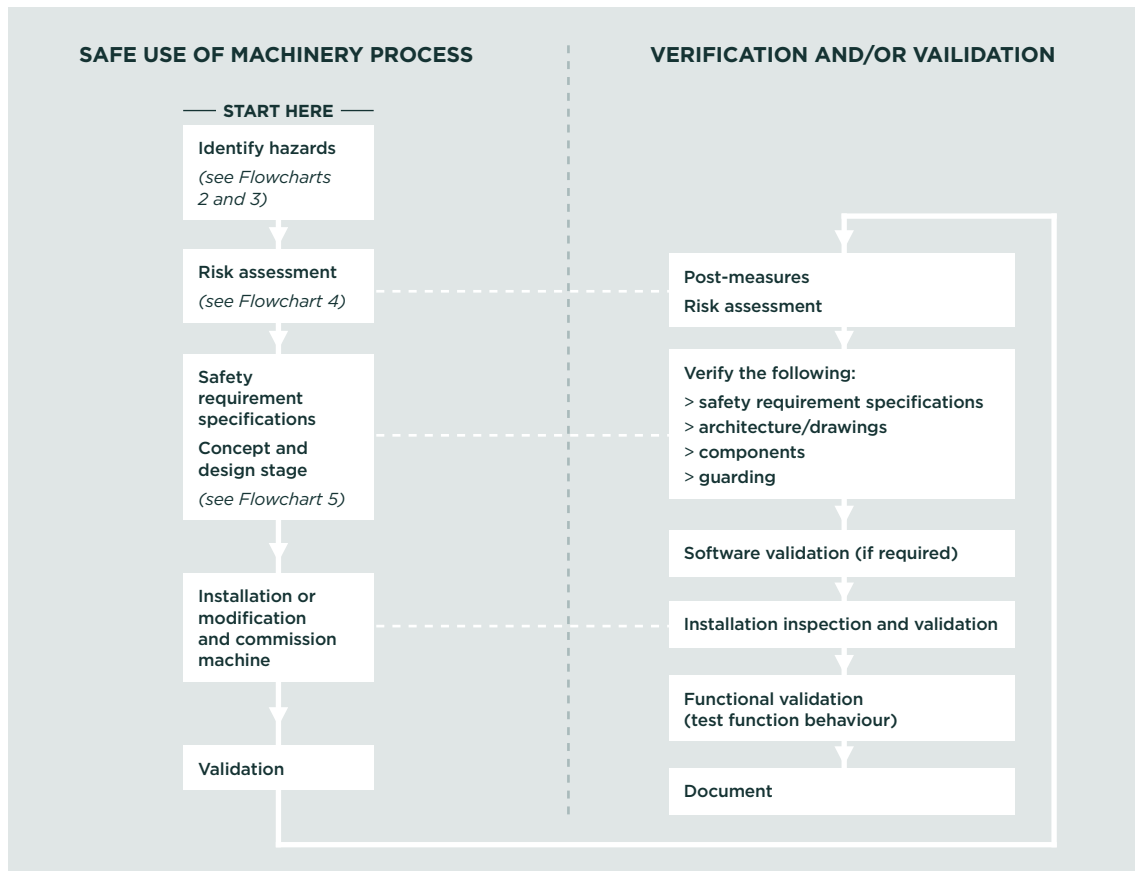 SAFE USE OF MACHINERY PROCESS
START HERE
Identify hazards
(see Flowcharts
2 and 3)
Risk assessment
(see Flowchart 4)
Safety
requirement
specifications
Concept and
design stage
(see Flowchart 5)
Installation or
modification
and commission
machine
Validation
VERIFICATION AND/OR VAILIDATION
Post-measures
Risk assessment
Verify the following:
> safety requirement specifications
> architecture/drawings
> components
> guarding
Software validation (if required)
Installation inspection and validation
Functional validation
(test function behaviour)
Document